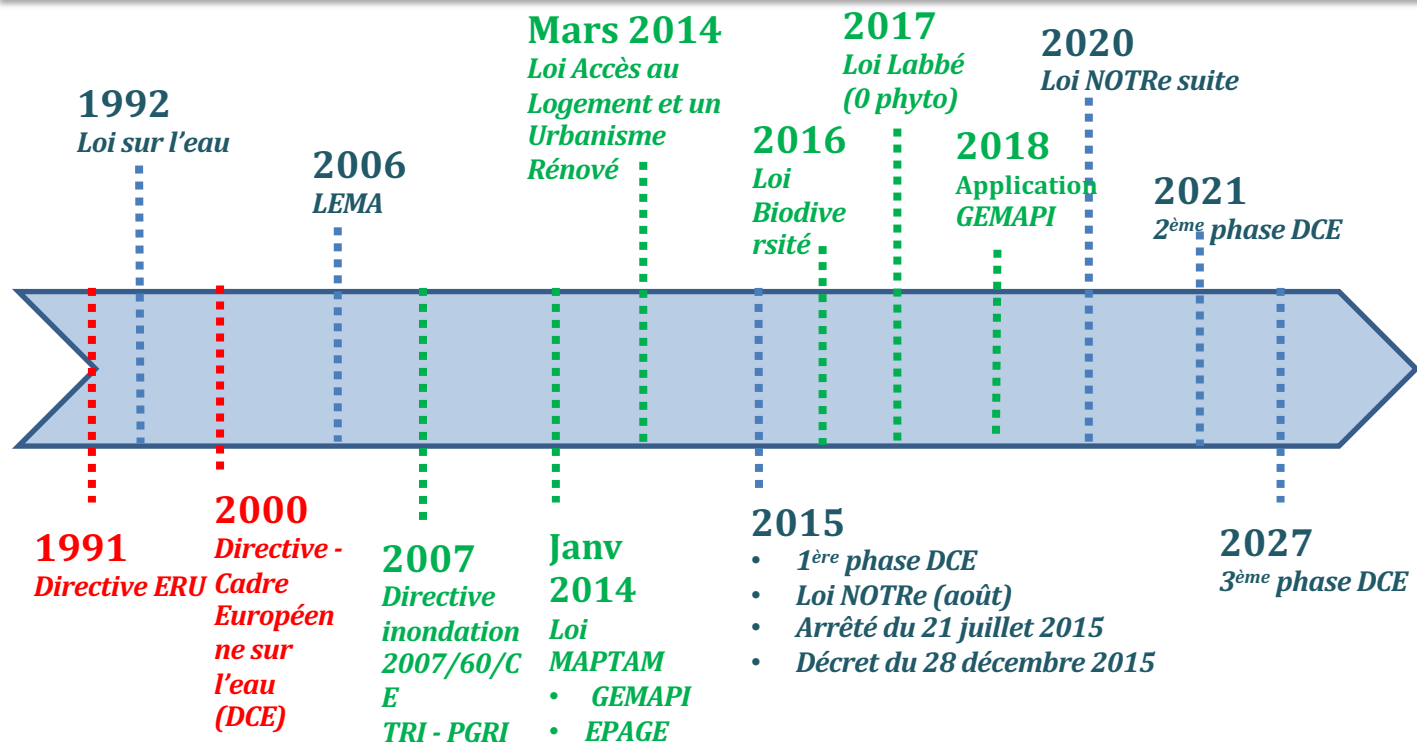 1992
Loi sur l'eau
2006
LEMA
Mars 2014
Loi Accès au
Logement et un
Urbanisme
Rénové
2016
Loi
Biodive
rsité
2017
Loi Labbé
(0 phyto)
2018
Application
GEMAPI
2020
Loi NOTRe suite
2021
2ème phase DCE
1991
Directive ERU
2000
Directive -
Cadre
Européen
ne sur
l'eau
(DCE)
2007
Directive
inondation
2007/60/C
E
TRI - PGRI
Janv
2014
Loi
MAPTAM
• GEMAPI
• EPAGE
2015
• 1ère phase DCE
• Loi NOTRe (août)
• Arrêté du 21 juillet 2015
• Décret du 28 décembre 2015
2027
3ème phase DCE